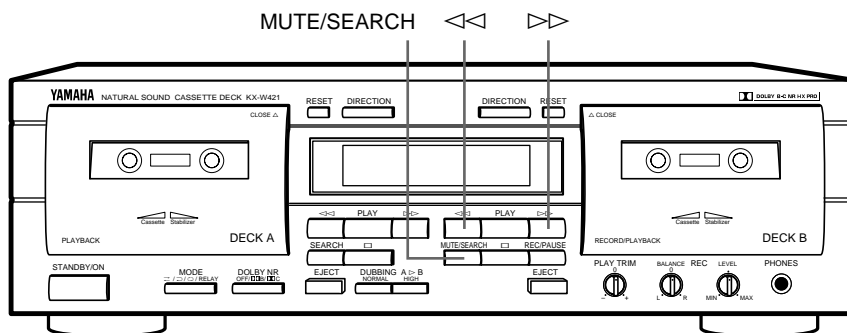 MUTE/SEARCH ◁◁ ▷▷
YAMAHA NATURAL SOUND CASSETTE DECK KX-W421
RESET DIRECTION DIRECTION RESET
DOLBY B-C NR HX PRO
CLOSE △
△ CLOSE
Cassette Stabilizer
Cassette Stabilizer
PLAYBACK DECK A
◁◁ PLAY ▷▷
◁◁ PLAY ▷▷
RECORD/PLAYBACK DECK B
SEARCH □
MUTE/SEARCH □ REC/PAUSE
STANDBY/ON
MODE
/ RELAY
DOLBY NR
OFF/B/C
EJECT
DUBBING A ▷ B
NORMAL HIGH
EJECT
PLAY TRIM
0
− +
BALANCE REC LEVEL
0
L R MIN MAX
PHONES